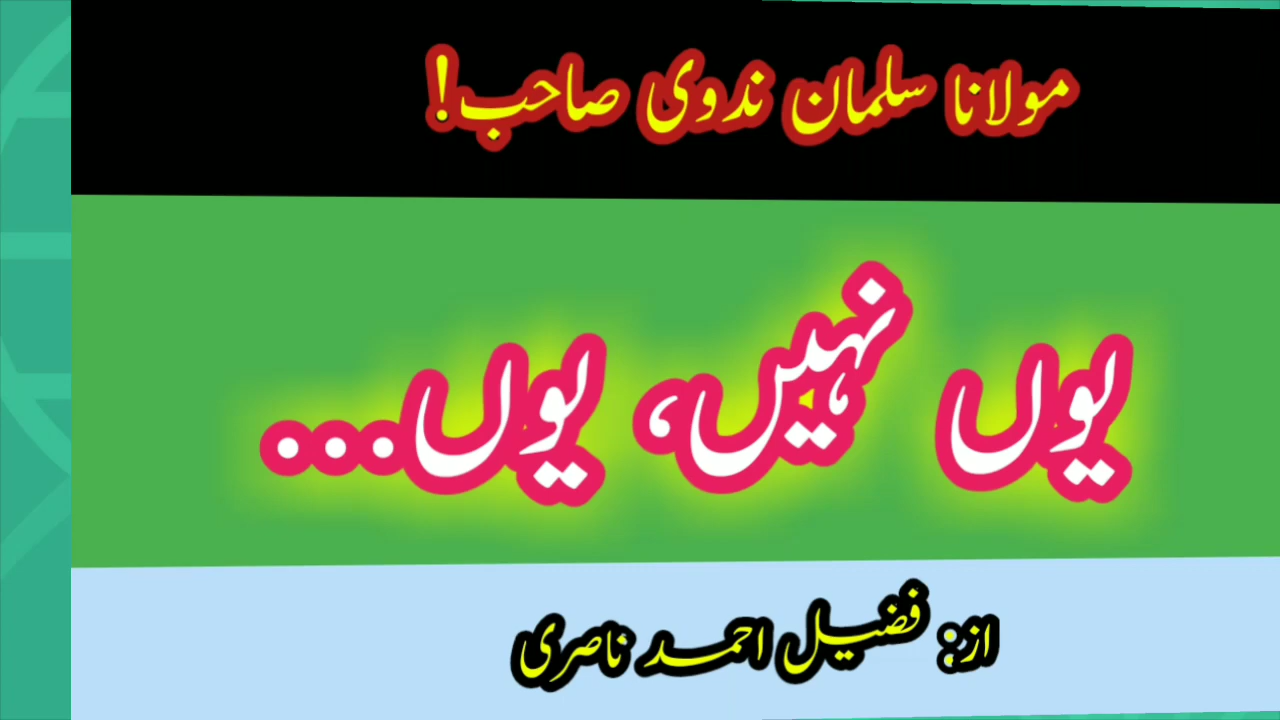 مولانا سلمان ندوی صاحب!
یوں نہیں، یوں...
از: فضیل احمد ناصری